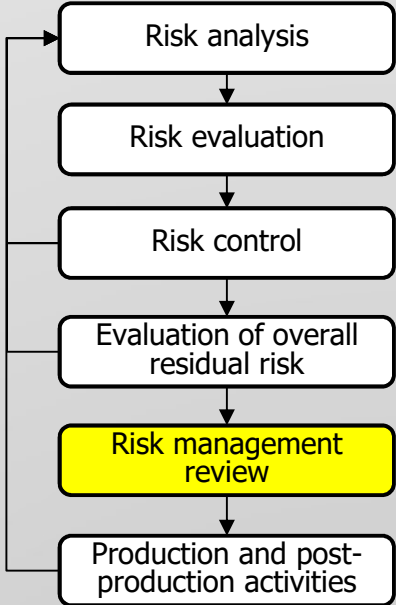 Risk analysis
Risk evaluation
Risk control
Evaluation of overall
residual risk
Risk management
review
Production and post-
production activities